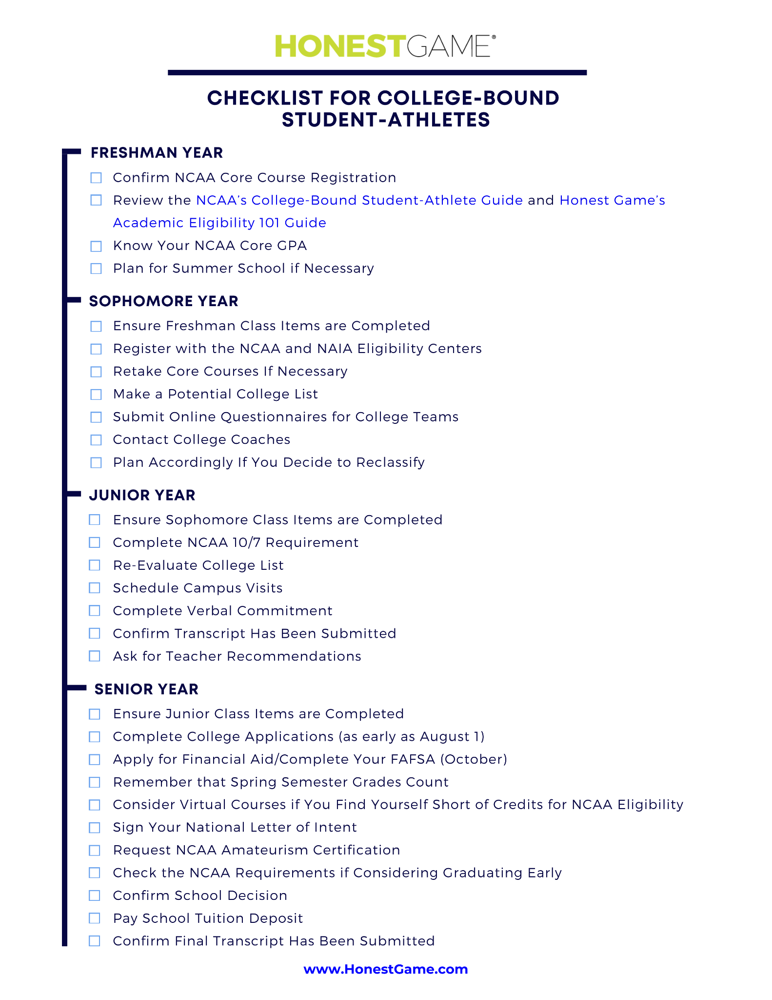 HONESTGAME®
CHECKLIST FOR COLLEGE-BOUND
STUDENT-ATHLETES
FRESHMAN YEAR
Confirm NCAA Core Course Registration
Review the NCAA’s College-Bound Student-Athlete Guide and Honest Game’s
Academic Eligibility 101 Guide
Know Your NCAA Core GPA
Plan for Summer School if Necessary
SOPHOMORE YEAR
Ensure Freshman Class Items are Completed
Register with the NCAA and NAIA Eligibility Centers
Retake Core Courses If Necessary
Make a Potential College List
Submit Online Questionnaires for College Teams
Contact College Coaches
Plan Accordingly If You Decide to Reclassify
JUNIOR YEAR
Ensure Sophomore Class Items are Completed
Complete NCAA 10/7 Requirement
Re-Evaluate College List
Schedule Campus Visits
Complete Verbal Commitment
Confirm Transcript Has Been Submitted
Ask for Teacher Recommendations
SENIOR YEAR
Ensure Junior Class Items are Completed
Complete College Applications (as early as August 1)
Apply for Financial Aid/Complete Your FAFSA (October)
Remember that Spring Semester Grades Count
Consider Virtual Courses if You Find Yourself Short of Credits for NCAA Eligibility
Sign Your National Letter of Intent
Request NCAA Amateurism Certification
Check the NCAA Requirements if Considering Graduating Early
Confirm School Decision
Pay School Tuition Deposit
Confirm Final Transcript Has Been Submitted
www.HonestGame.com